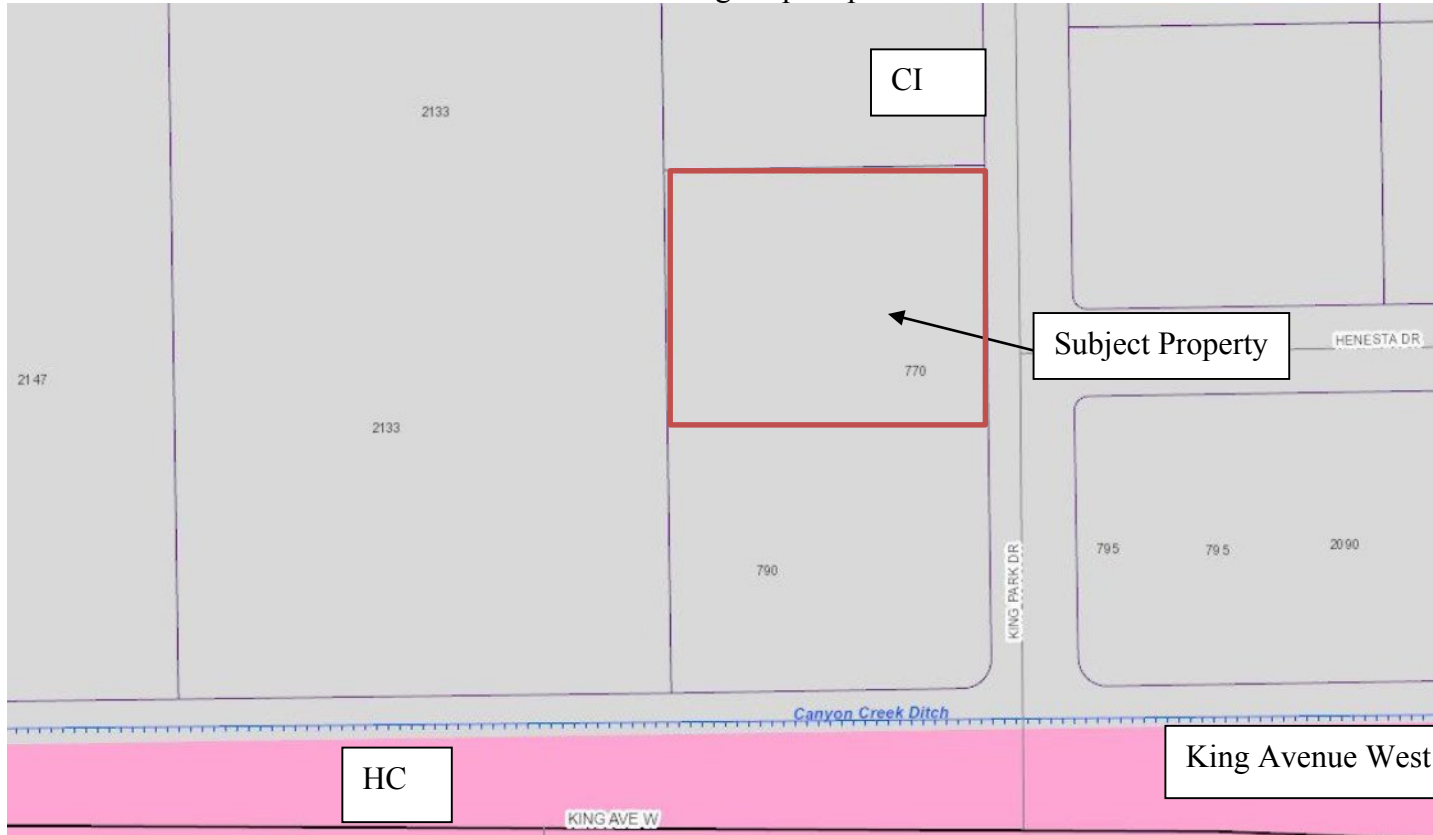 CI
2133
Subject Property
HENESTA DR
770
2147
2133
KING PARK DR
795
795
2090
790
Canyon Creek Ditch
HC
King Avenue West
KING AVE W